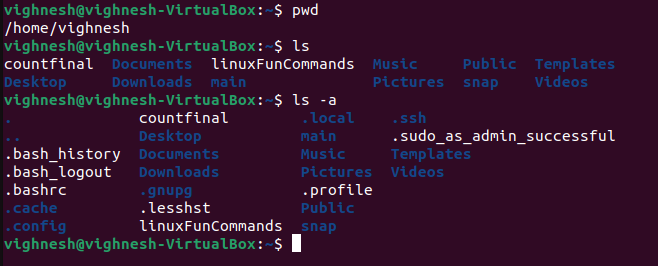 vighnesh@vighnesh-VirtualBox:~$ pwd
/home/vighnesh
vighnesh@vighnesh-VirtualBox:~$ ls
countfinal  Documents  linuxFunCommands  Music     Public  Templates
Desktop     Downloads  main              Pictures  snap    Videos
vighnesh@vighnesh-VirtualBox:~$ ls -a
.              countfinal        .local    .ssh
..             Desktop           main      .sudo_as_admin_successful
.bash_history  Documents         Music     Templates
.bash_logout   Downloads         Pictures  Videos
.bashrc        .gnupg            .profile
.cache         .lesshst          Public
.config        linuxFunCommands  snap
vighnesh@vighnesh-VirtualBox:~$